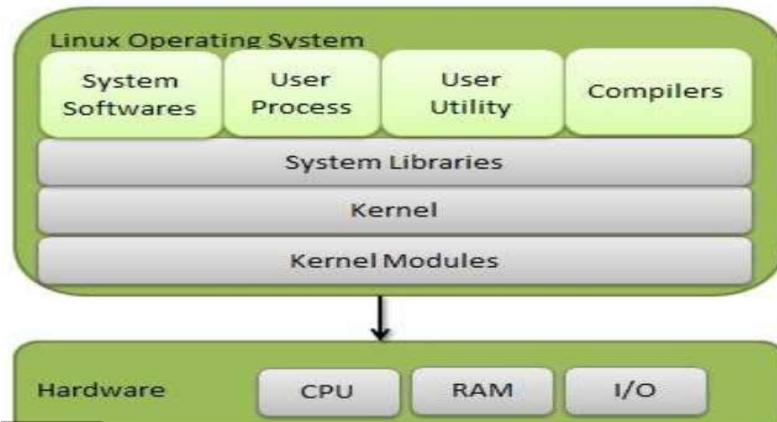 Linux Operating System
System Softwares
User Process
User Utility
Compilers
System Libraries
Kernel
Kernel Modules
Hardware
CPU
RAM
I/O